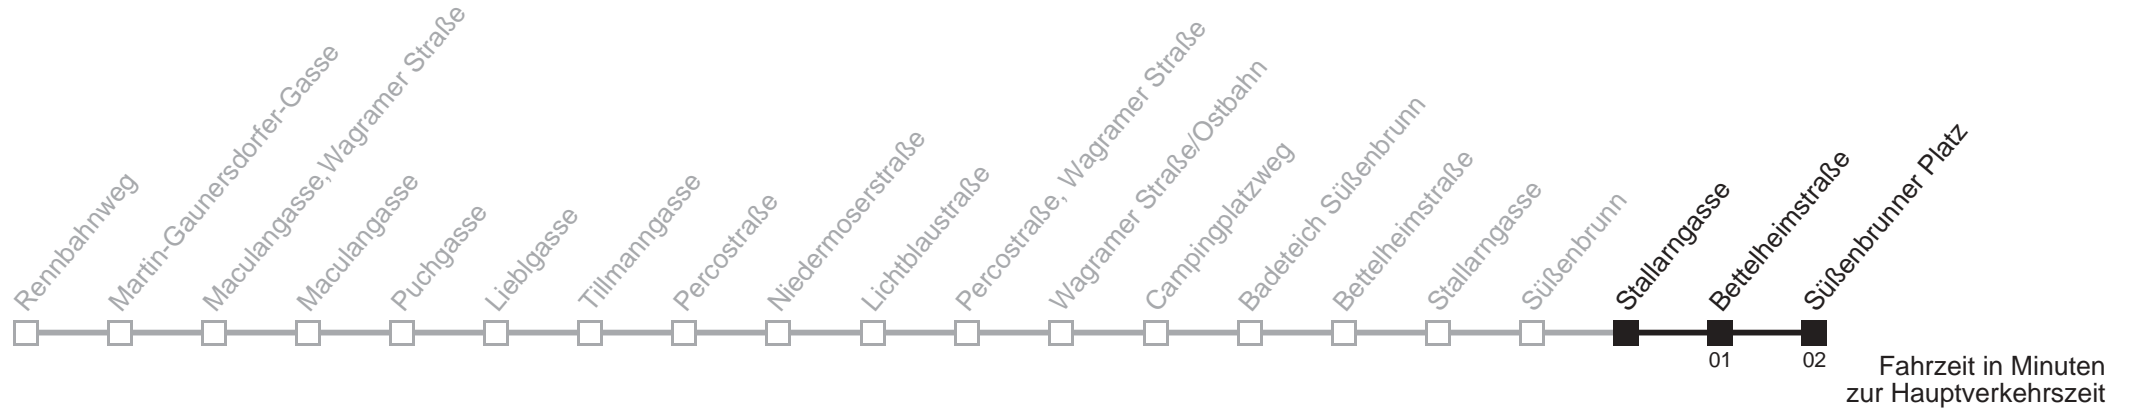 Rennbahnweg
Martin-Gaunersdorfer-Gasse
Maculangasse, Wagramer Straße
Maculangasse
Puchgasse
Lieblgasse
Tillmanngasse
Percostraße
Niedermoserstraße
Lichtblaustraße
Percostraße, Wagramer Straße
Wagramer Straße/Ostbahn
Campingplatzweg
Badeteich Süßenbrunn
Bettelheimstraße
Stallarngasse
Süßenbrunn
Stallarngasse
Bettelheimstraße
Süßenbrunner Platz
01
02
Fahrzeit in Minuten
zur Hauptverkehrszeit